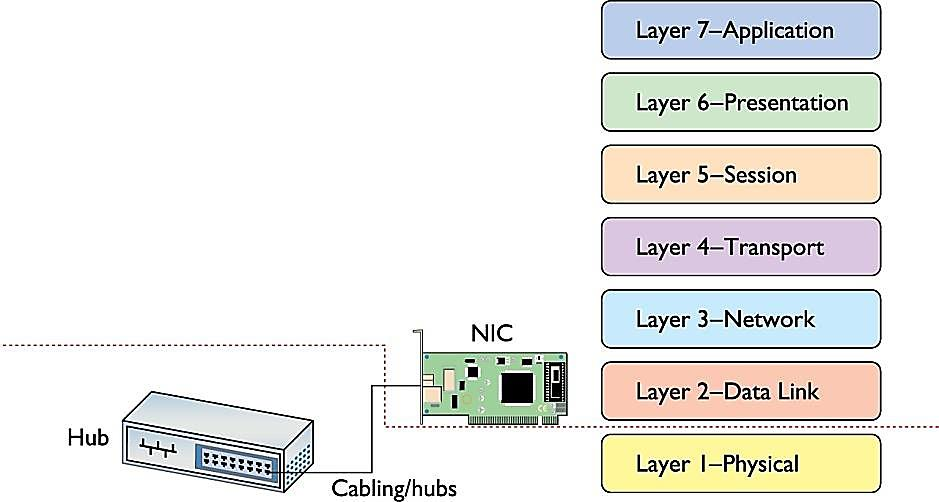 Layer 7–Application
Layer 6–Presentation
Layer 5–Session
Layer 4–Transport
Layer 3–Network
NIC
Layer 2–Data Link
Hub
Layer 1–Physical
Cabling/hubs